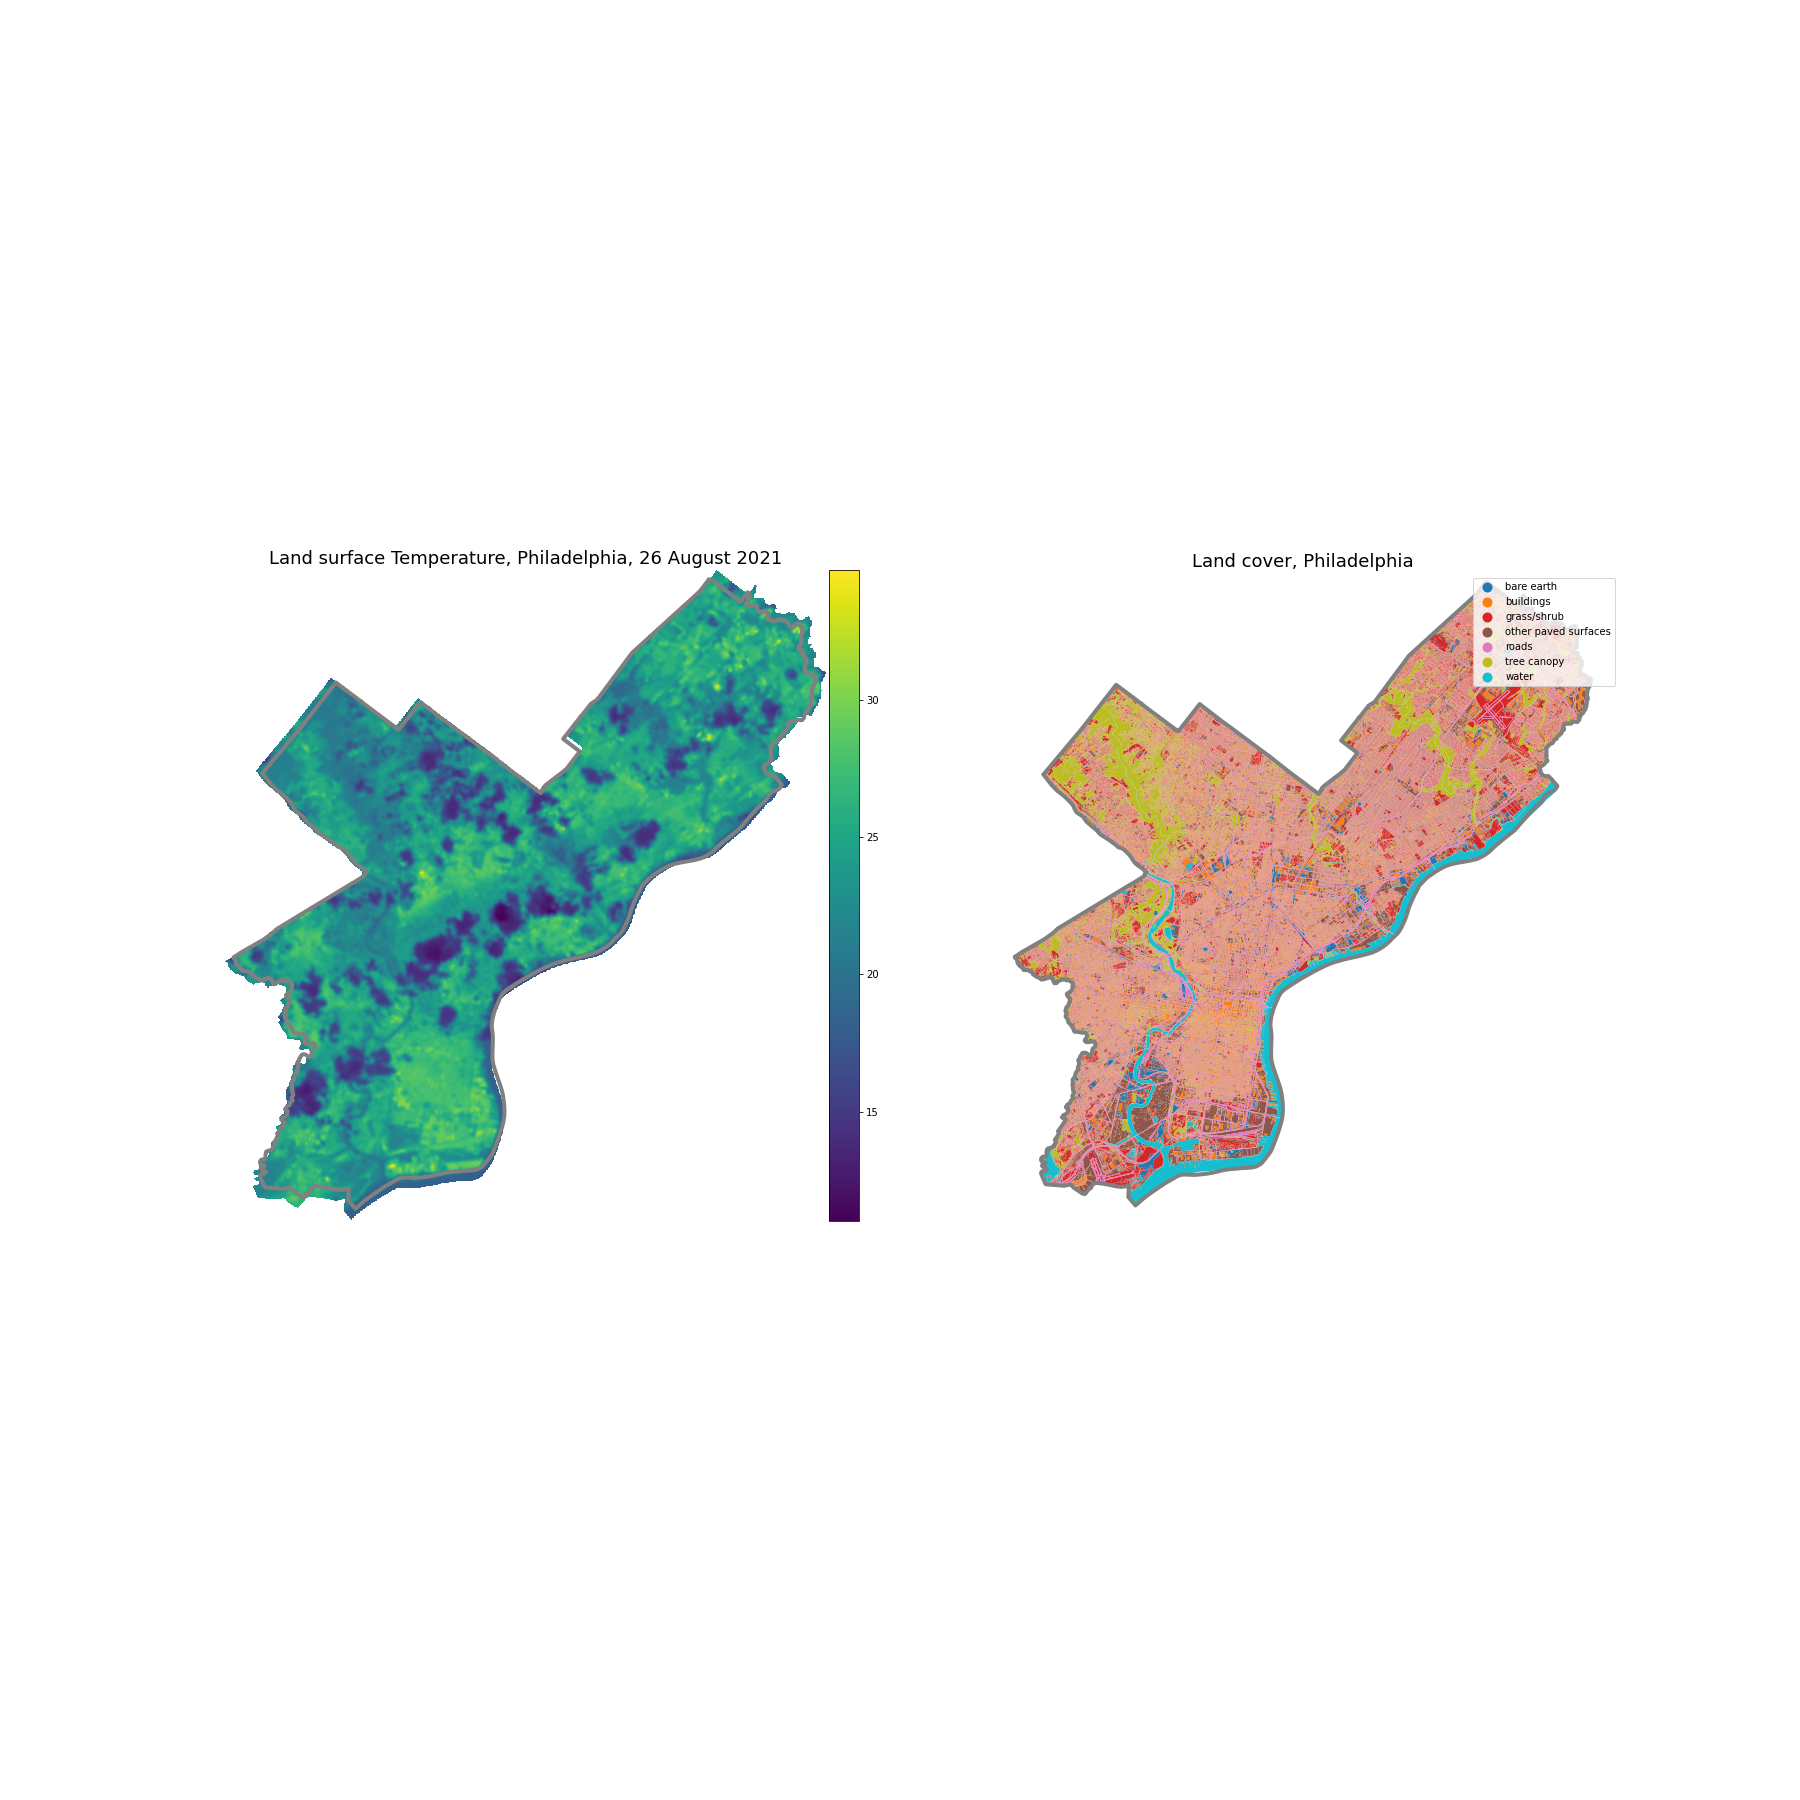 Land surface Temperature, Philadelphia, 26 August 2021
30
25
20
15
Land cover, Philadelphia
bare earth
buildings
grass/shrub
other paved surfaces
roads
tree canopy
water